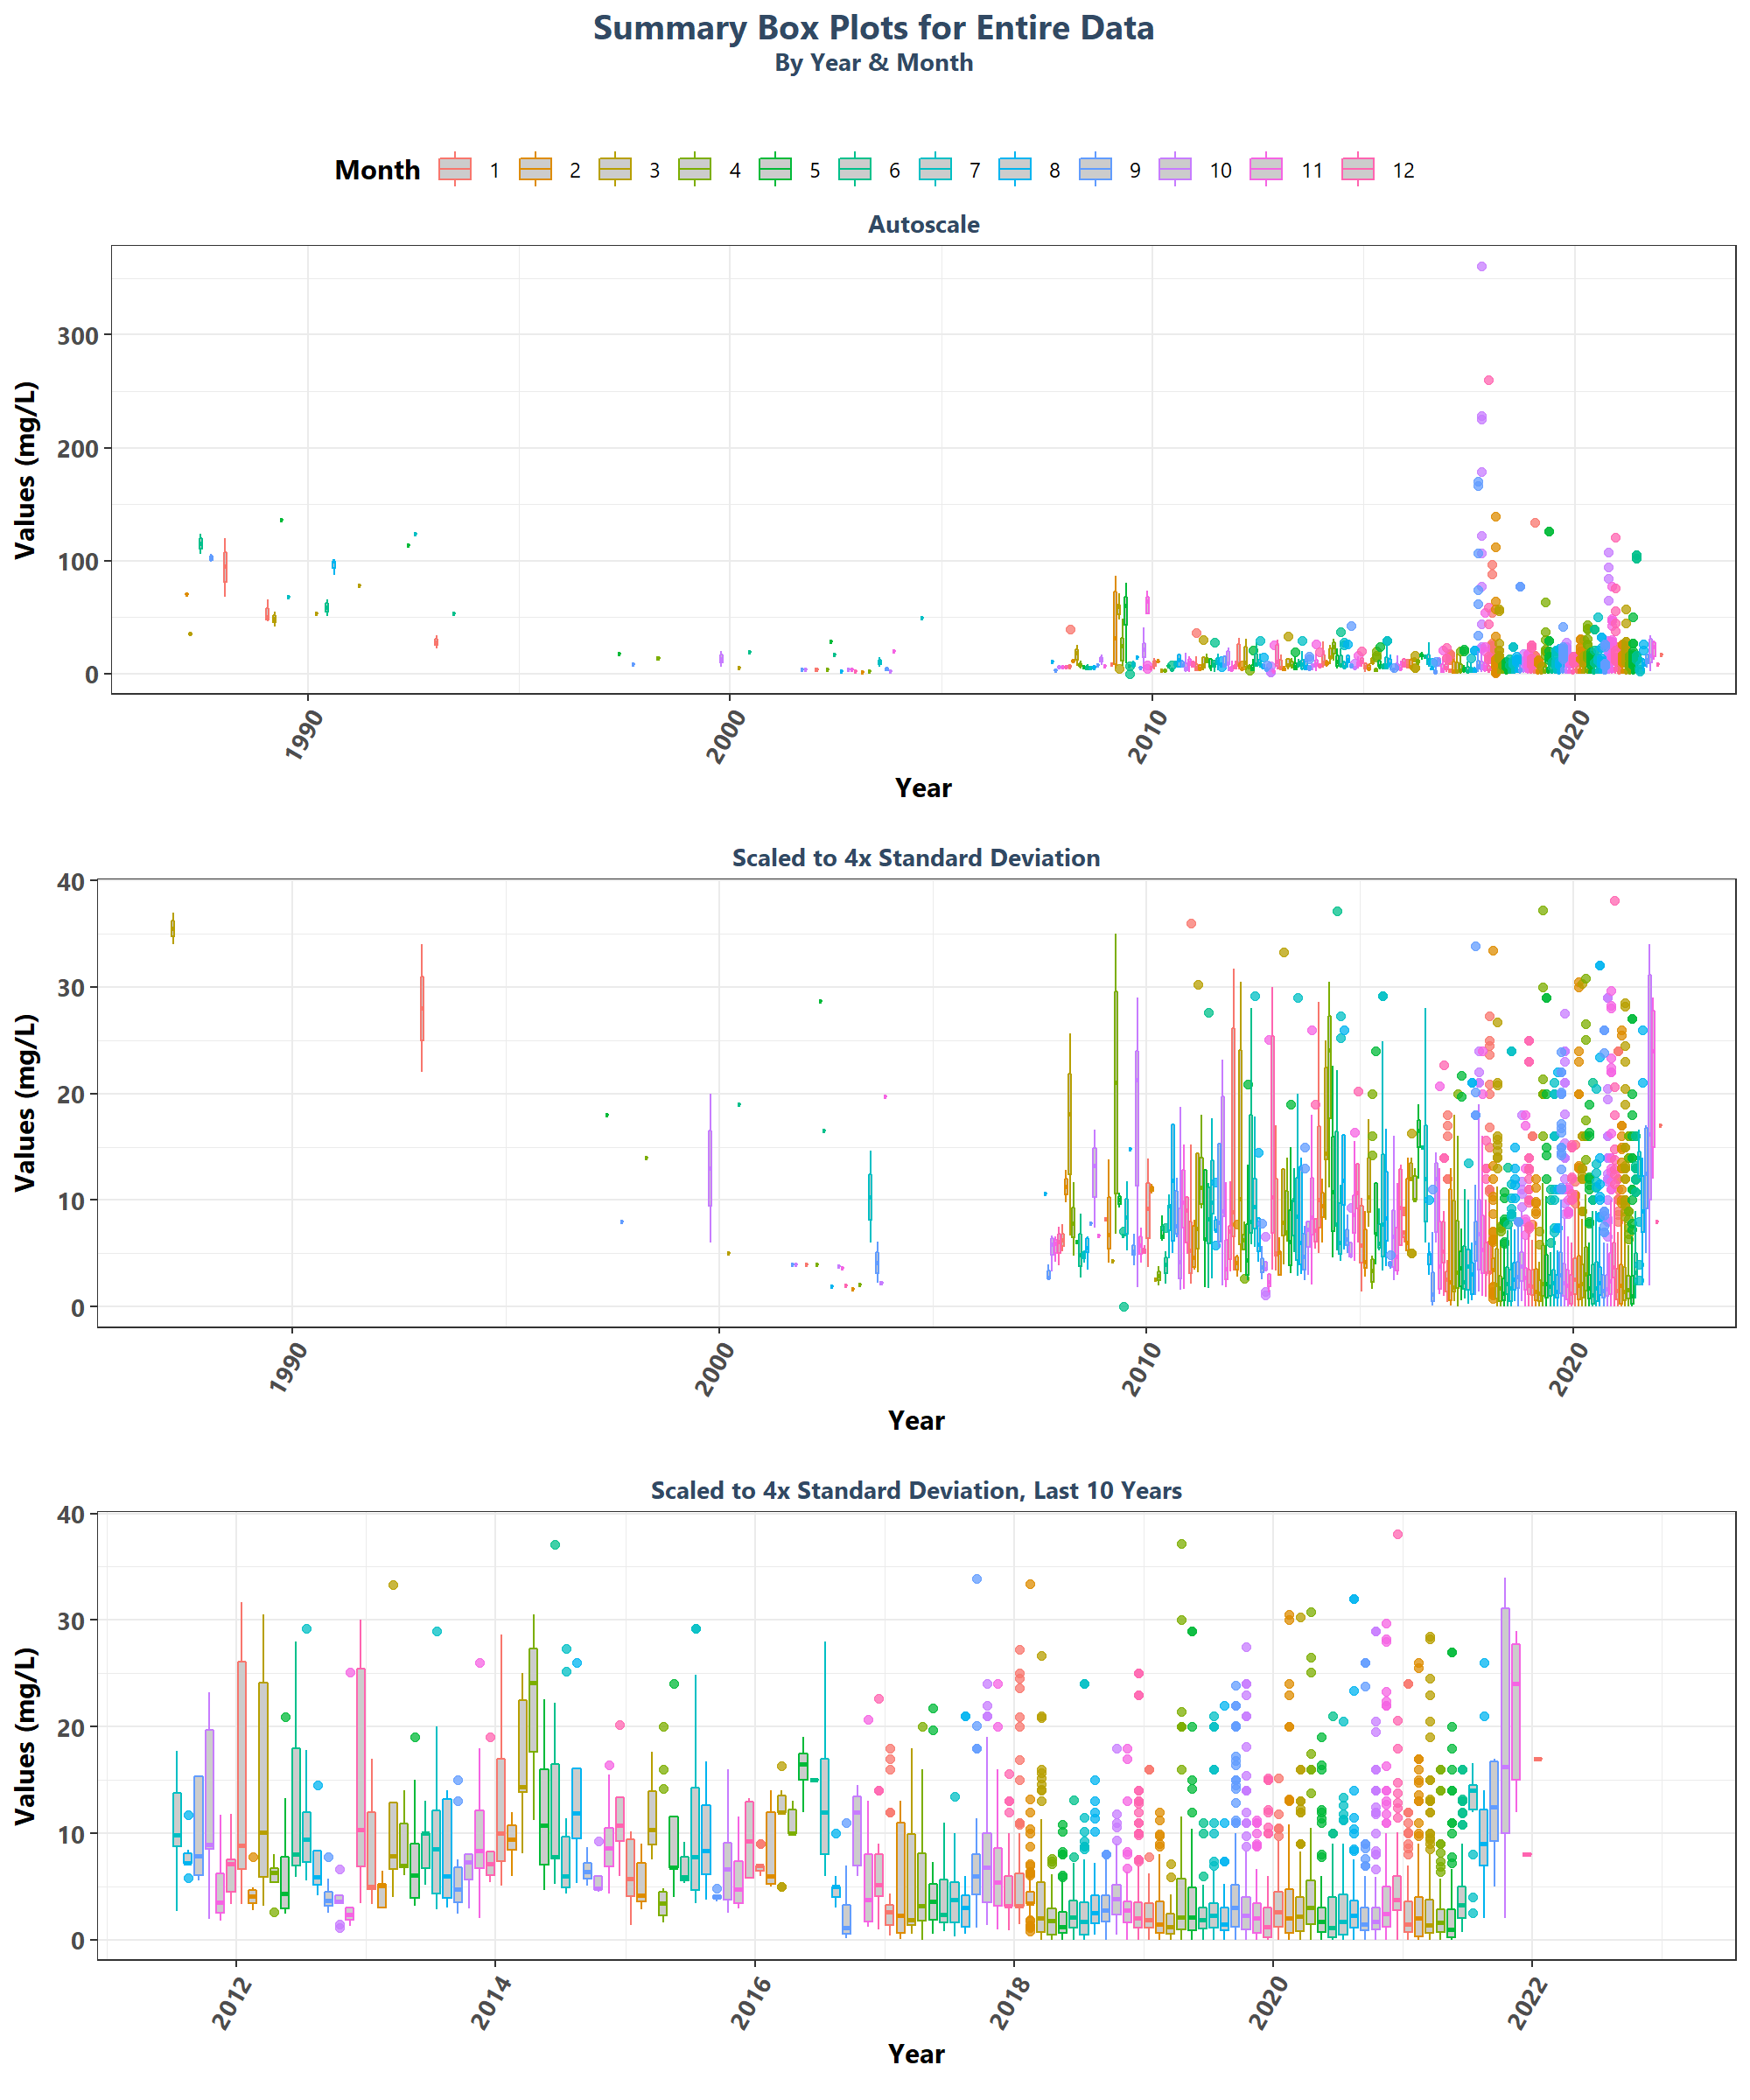 Summary Box Plots for Entire Data
By Year & Month
Month 1 2 3 4 5 6 7 8 9 10 11 12
Autoscale
Values (mg/L)
300
200
100
0
1990 2000 2010 2020
Year
Scaled to 4x Standard Deviation
Values (mg/L)
40
30
20
10
0
1990 2000 2010 2020
Year
Scaled to 4x Standard Deviation, Last 10 Years
Values (mg/L)
40
30
20
10
0
2012 2014 2016 2018 2020 2022
Year